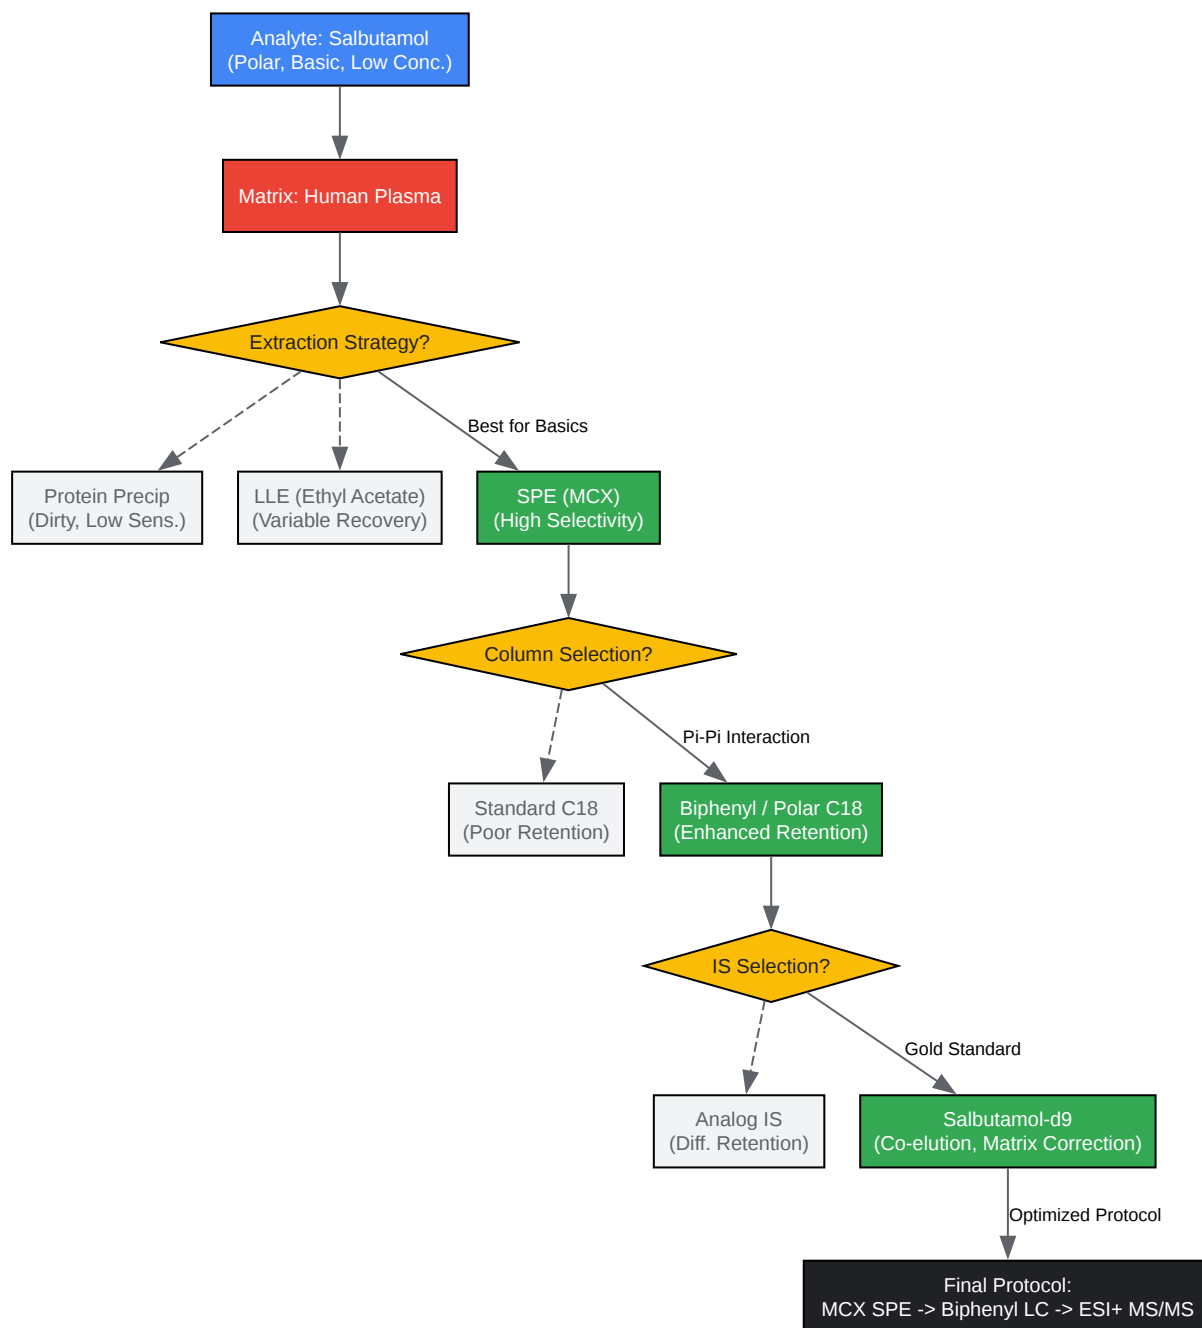 Analyte: Salbutamol
(Polar, Basic, Low Conc.)
Matrix: Human Plasma
Extraction Strategy?
Best for Basics
Protein Precip
(Dirty, Low Sens.)
LLE (Ethyl Acetate)
(Variable Recovery)
SPE (MCX)
(High Selectivity)
Column Selection?
Pi-Pi Interaction
Standard C18
(Poor Retention)
Biphenyl / Polar C18
(Enhanced Retention)
IS Selection?
Gold Standard
Analog IS
(Diff. Retention)
Salbutamol-d9
(Co-elution, Matrix Correction)
Optimized Protocol
Final Protocol:
MCX SPE -> Biphenyl LC -> ESI+ MS/MS